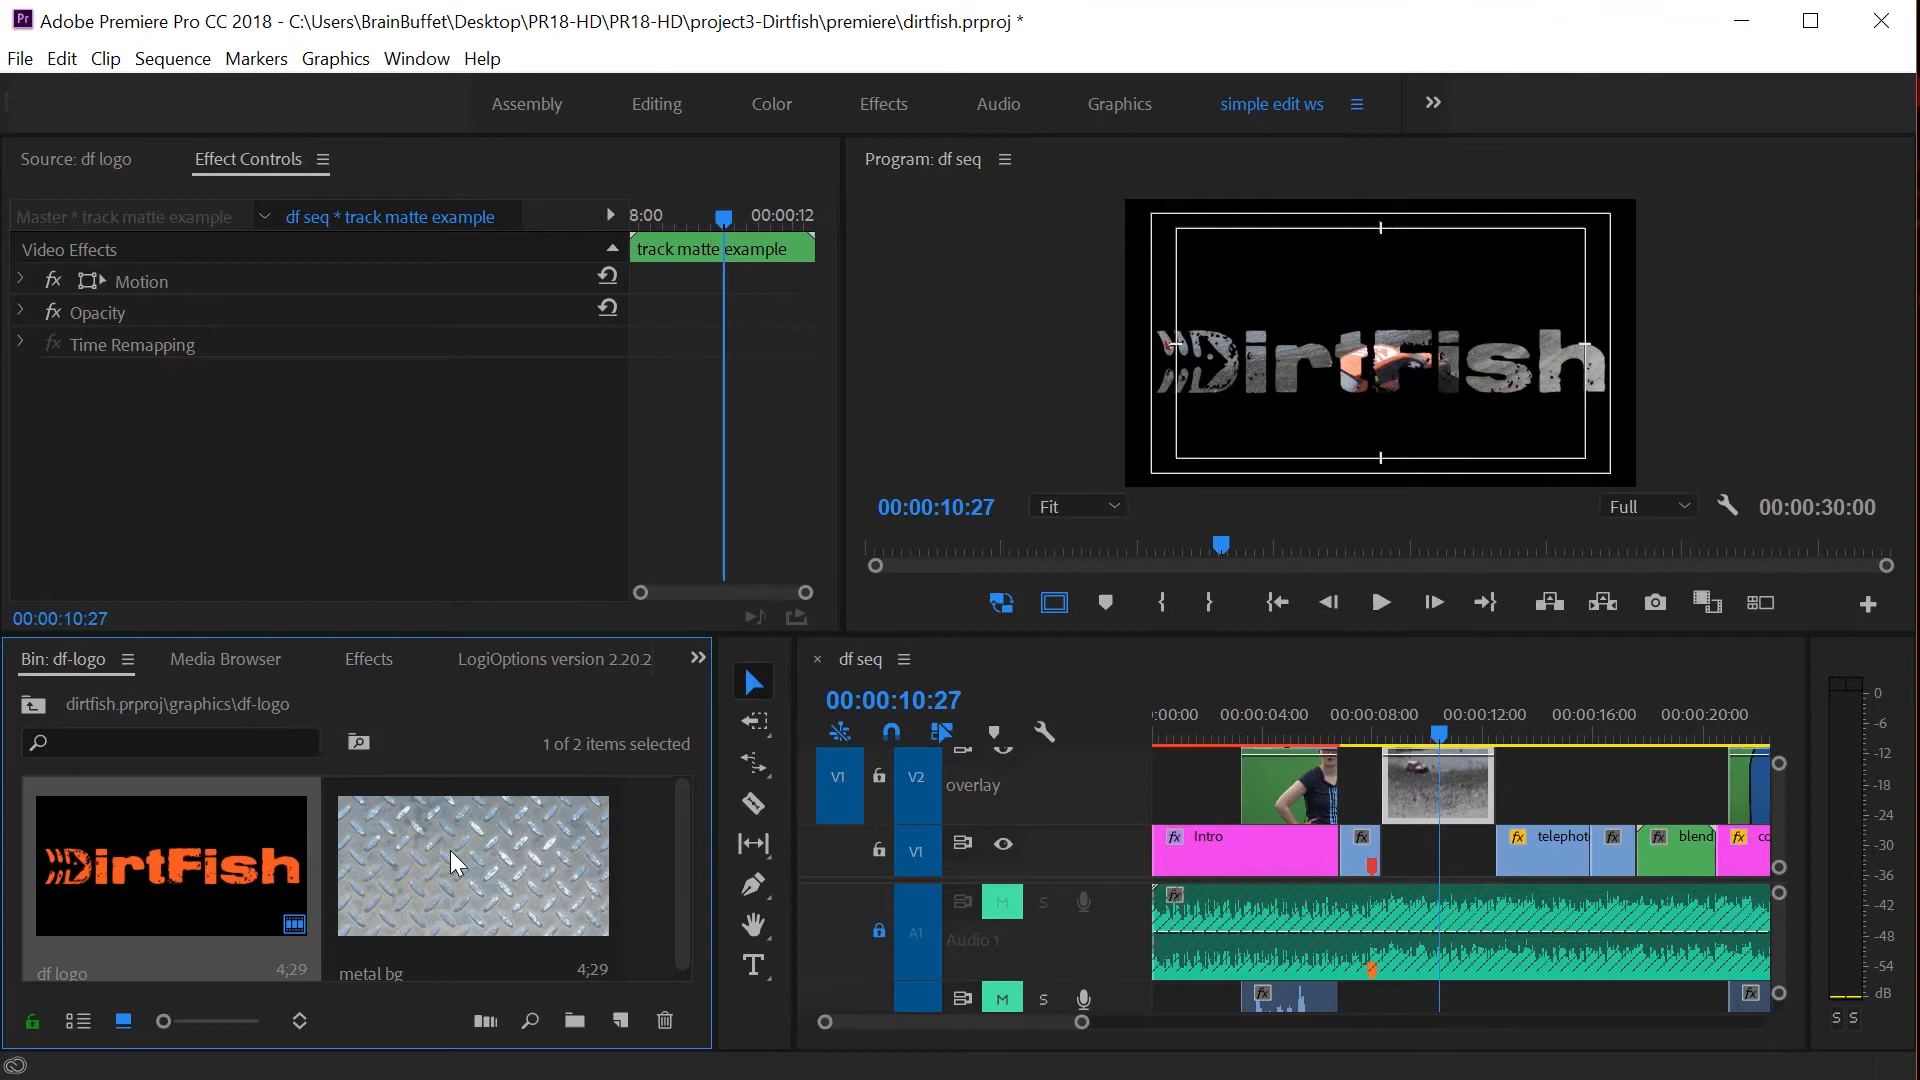 Pr Adobe Premiere Pro CC 2018 - C:\Users\BrainBuffet\Desktop\PR18-HD\PR18-HD\project3-Dirtfish\premiere\dirtfish.prproj *
File Edit Clip Sequence Markers Graphics Window Help
Assembly Editing Color Effects Audio Graphics simple edit ws
Source: df logo Effect Controls
Program: df seq
Master * track matte example df seq * track matte example
8:00 00:00:12
Video Effects
track matte example
fx Motion
fx Opacity
fx Time Remapping
DirtFish
00:00:10:27 Fit Full 00:00:30:00
00:00:10:27
Bin: df-logo Media Browser Effects LogiOptions version 2.20.2
dirtfish.prproj\graphics\df-logo
1 of 2 items selected
DirtFish
df logo 4;29
metal bg 4;29
df seq
00:00:10:27
:00:00 00:00:04:00 00:00:08:00 00:00:12:00 00:00:16:00 00:00:20:00
V1 V2 overlay
V1
fx Intro fx fx telephot fx fx blend fx co
A1 M S Audio 1
fx
M S
fx fx
0
-6
-12
-18
-24
-30
-36
-42
-48
-54
dB
S S